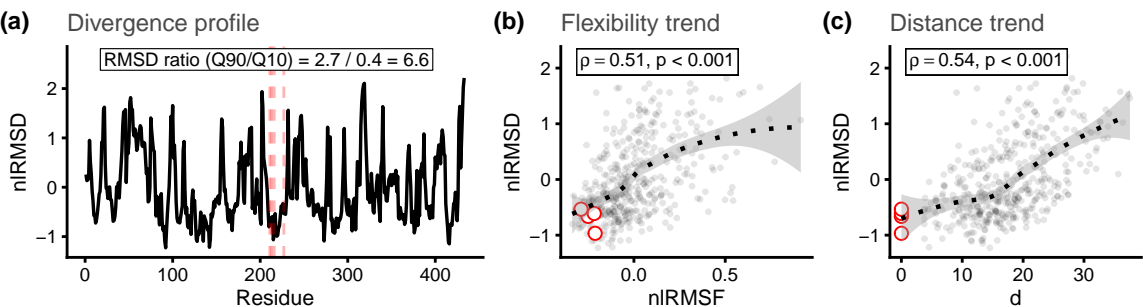 (a) Divergence profile
RMSD ratio (Q90/Q10) = 2.7 / 0.4 = 6.6
nlRMSD
2
1
0
−1
0 100 200 300 400
Residue
(b) Flexibility trend
ρ = 0.51, p < 0.001
nlRMSD
2
1
0
−1
0.0 0.5
nlRMSF
(c) Distance trend
ρ = 0.54, p < 0.001
nlRMSD
2
1
0
−1
0 10 20 30
d